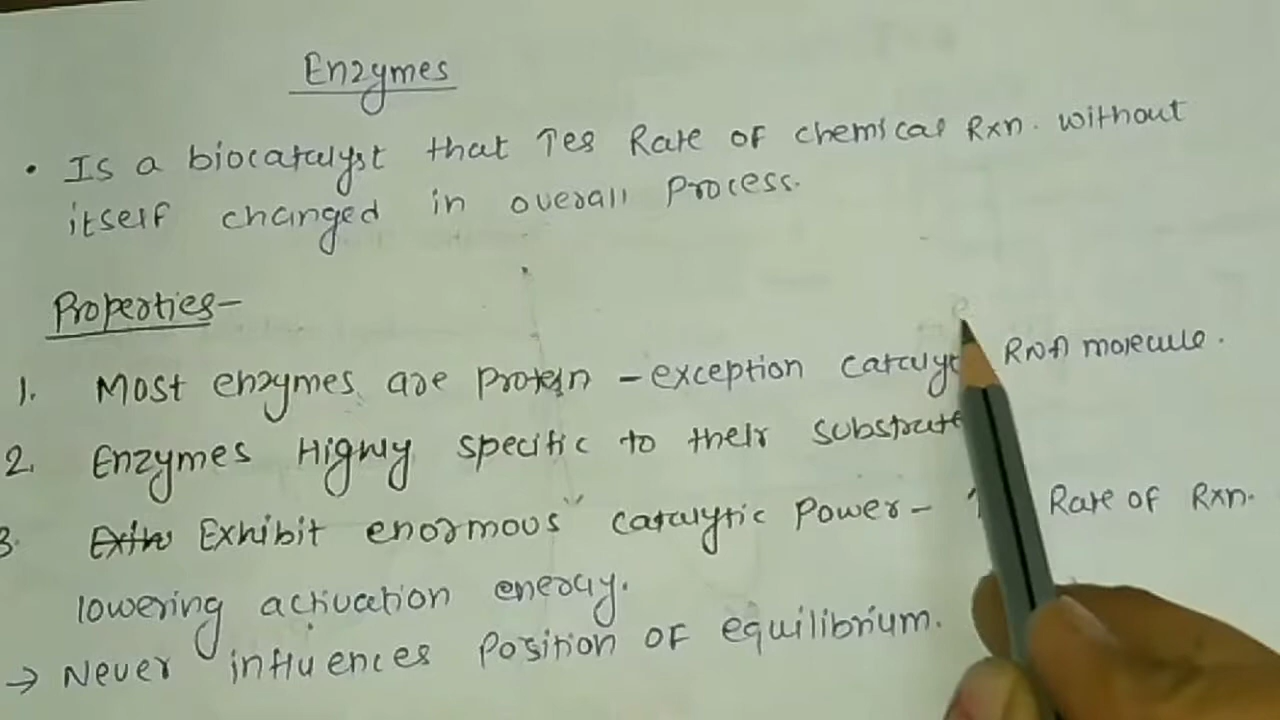 Enzymes
• Is a biocatalyst that ↑es Rate of chemical Rxn. without
itself changed in overall process.
Properties-
1. Most enzymes are protein - exception RNA molecule.
2. Enzymes Highly specific to their substrate
3. Exhibit enormous catalytic Power- ↑ Rate of Rxn.
lowering activation energy.
→ Never influences Position of equilibrium.